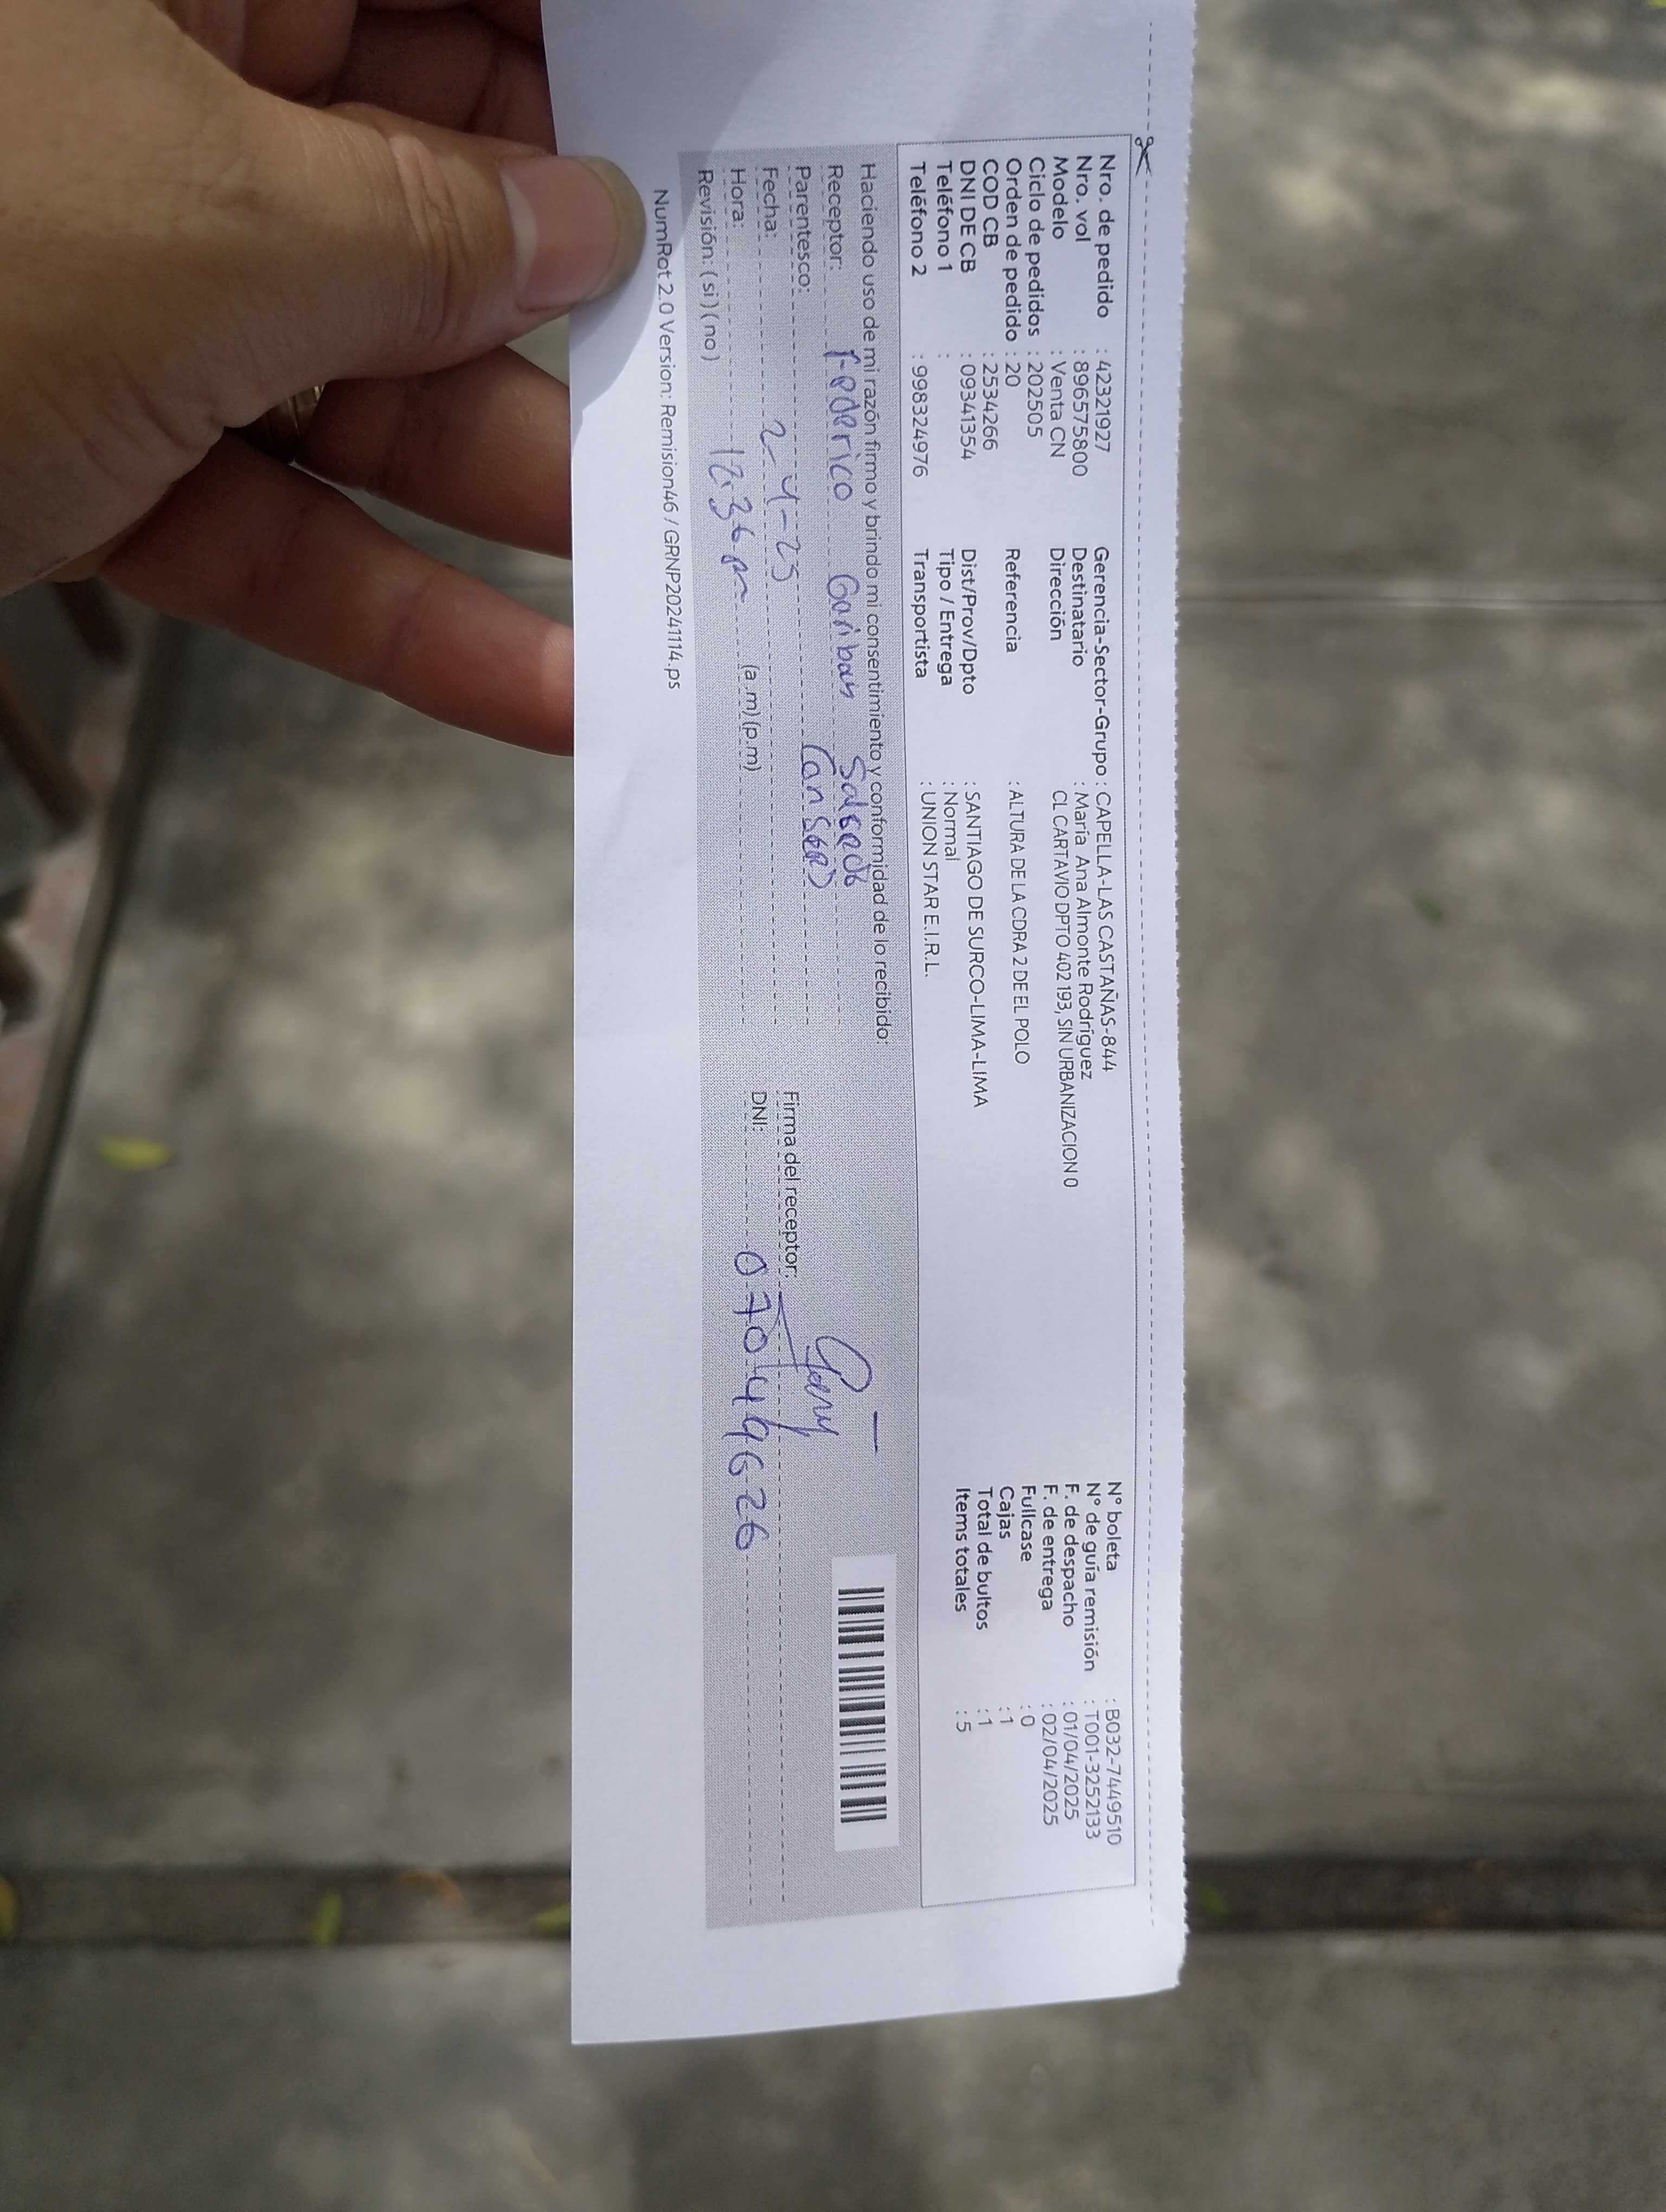 Nro. de pedido : 42321927
Nro. vol : 896575800
Modelo : Venta CN
Ciclo de pedidos : 202505
Orden de pedido : 20
COD CB : 2534266
DNI DE CB : 09341354
Teléfono 1 :
Teléfono 2 : 998324976
Gerencia-Sector-Grupo : CAPELLA-LAS CASTAÑAS-844
Destinatario : María Ana Almonte Rodríguez
Dirección CL CARTAVIO DPTO 402 193, SIN URBANIZACION 0
Referencia : ALTURA DE LA CDRA 2 DE EL POLO
Dist/Prov/Dpto : SANTIAGO DE SURCO-LIMA-LIMA
Tipo / Entrega : Normal
Transportista : UNION STAR E.I.R.L.
N° boleta : B032-7449510
N° de guía remisión : T001-3252133
F. de despacho : 01/04/2025
F. de entrega : 02/04/2025
Fullcase : 0
Cajas : 1
Total de bultos : 1
Items totales : 5
Haciendo uso de mi razón firmo y brindo mi consentimiento y conformidad de lo recibido:
Receptor: Federico Garibay Salcedo
Parentesco:
Fecha: 2-4-25
Hora: 12.36 pm (a.m) (p.m)
Revisión: (si) (no)
Firma del receptor:
DNI: 07049626
NumRot 2.0 Version: Remision46 / GRNP20241114.ps